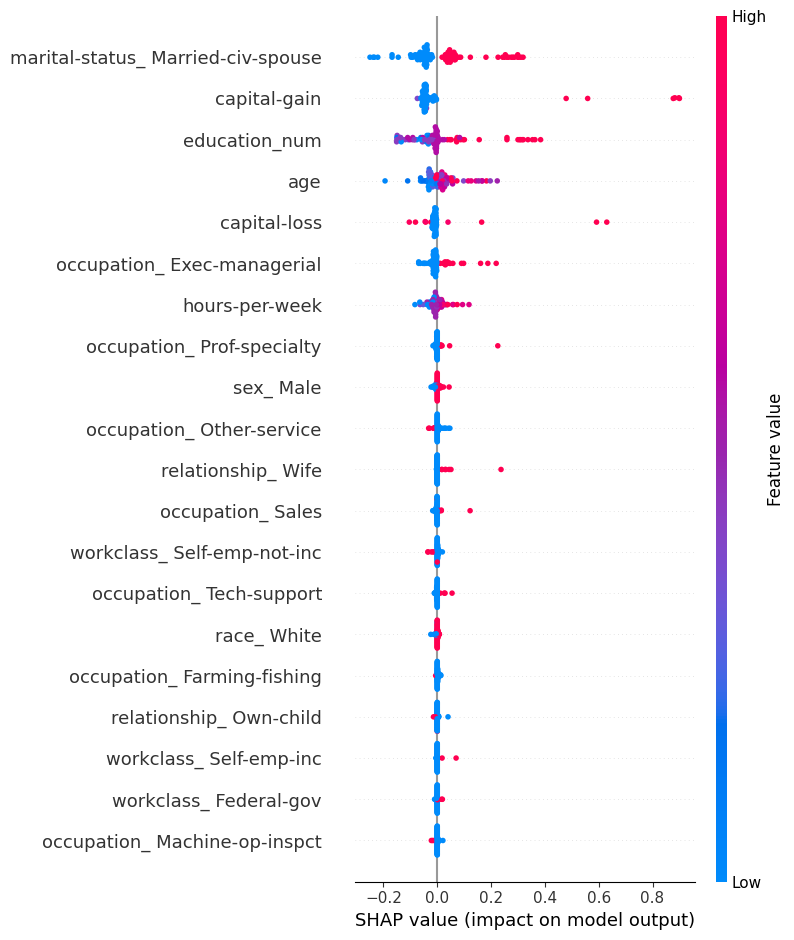 High
marital-status_ Married-civ-spouse
capital-gain
education_num
age
capital-loss
occupation_ Exec-managerial
hours-per-week
occupation_ Prof-specialty
sex_ Male
occupation_ Other-service
relationship_ Wife
occupation_ Sales
workclass_ Self-emp-not-inc
occupation_ Tech-support
race_ White
occupation_ Farming-fishing
relationship_ Own-child
workclass_ Self-emp-inc
workclass_ Federal-gov
occupation_ Machine-op-inspct
Feature value
Low
−0.2 0.0 0.2 0.4 0.6 0.8
SHAP value (impact on model output)